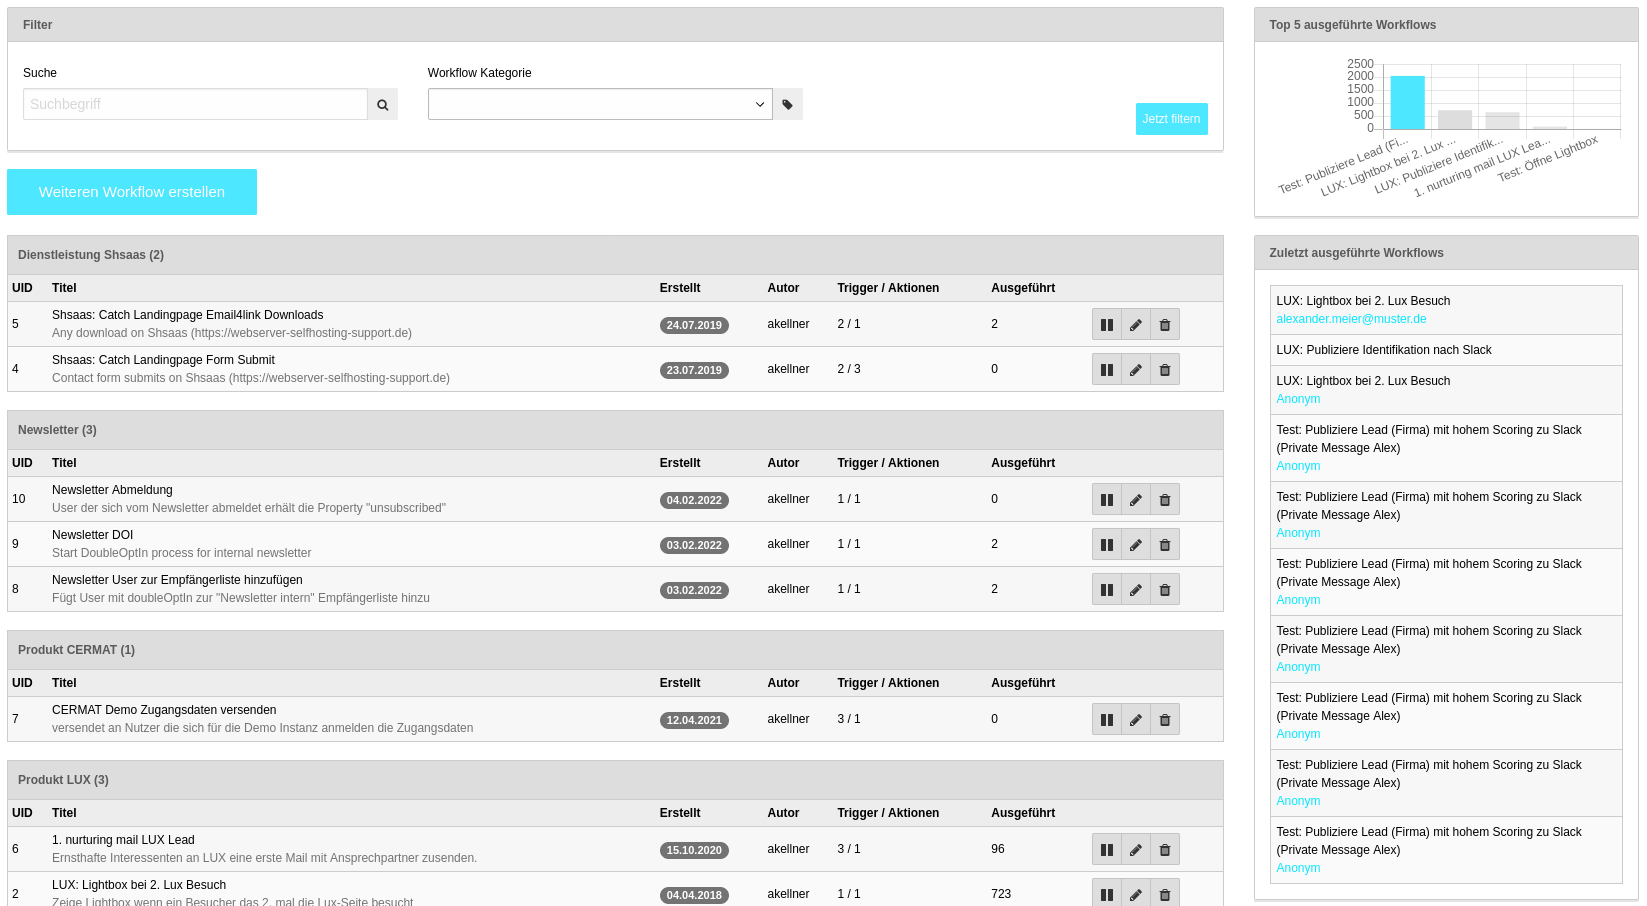 Filter
Suche
Workflow Kategorie
Suchbegriff
Jetzt filtern
Weiteren Workflow erstellen
Dienstleistung Shsaas (2)
UID Titel Erstellt Autor Trigger / Aktionen Ausgeführt
5 Shsaas: Catch Landingpage Email4link Downloads 24.07.2019 akellner 2 / 1 2
Any download on Shsaas (https://webserver-selfhosting-support.de)
4 Shsaas: Catch Landingpage Form Submit 23.07.2019 akellner 2 / 3 0
Contact form submits on Shsaas (https://webserver-selfhosting-support.de)
Newsletter (3)
UID Titel Erstellt Autor Trigger / Aktionen Ausgeführt
10 Newsletter Abmeldung 04.02.2022 akellner 1 / 1 0
User der sich vom Newsletter abmeldet erhält die Property "unsubscribed"
9 Newsletter DOI 03.02.2022 akellner 1 / 1 2
Start DoubleOptIn process for internal newsletter
8 Newsletter User zur Empfängerliste hinzufügen 03.02.2022 akellner 1 / 1 2
Fügt User mit doubleOptIn zur "Newsletter intern" Empfängerliste hinzu
Produkt CERMAT (1)
UID Titel Erstellt Autor Trigger / Aktionen Ausgeführt
7 CERMAT Demo Zugangsdaten versenden 12.04.2021 akellner 3 / 1 0
versendet an Nutzer die sich für die Demo Instanz anmelden die Zugangsdaten
Produkt LUX (3)
UID Titel Erstellt Autor Trigger / Aktionen Ausgeführt
6 1. nurturing mail LUX Lead 15.10.2020 akellner 3 / 1 96
Ernsthafte Interessenten an LUX eine erste Mail mit Ansprechpartner zusenden.
2 LUX: Lightbox bei 2. Lux Besuch 04.04.2018 akellner 1 / 1 723
Zeige Lightbox wenn ein Besucher das 2. mal die Lux-Seite besucht
Top 5 ausgeführte Workflows
2500
2000
1500
1000
500
0
Test: Publiziere Lead (Fi...
LUX: Lightbox bei 2. Lux ...
LUX: Publiziere Identifik...
1. nurturing mail LUX Lea...
Test: Öffne Lightbox
Zuletzt ausgeführte Workflows
LUX: Lightbox bei 2. Lux Besuch
alexander.meier@muster.de
LUX: Publiziere Identifikation nach Slack
LUX: Lightbox bei 2. Lux Besuch
Anonym
Test: Publiziere Lead (Firma) mit hohem Scoring zu Slack
(Private Message Alex)
Anonym
Test: Publiziere Lead (Firma) mit hohem Scoring zu Slack
(Private Message Alex)
Anonym
Test: Publiziere Lead (Firma) mit hohem Scoring zu Slack
(Private Message Alex)
Anonym
Test: Publiziere Lead (Firma) mit hohem Scoring zu Slack
(Private Message Alex)
Anonym
Test: Publiziere Lead (Firma) mit hohem Scoring zu Slack
(Private Message Alex)
Anonym
Test: Publiziere Lead (Firma) mit hohem Scoring zu Slack
(Private Message Alex)
Anonym
Test: Publiziere Lead (Firma) mit hohem Scoring zu Slack
(Private Message Alex)
Anonym